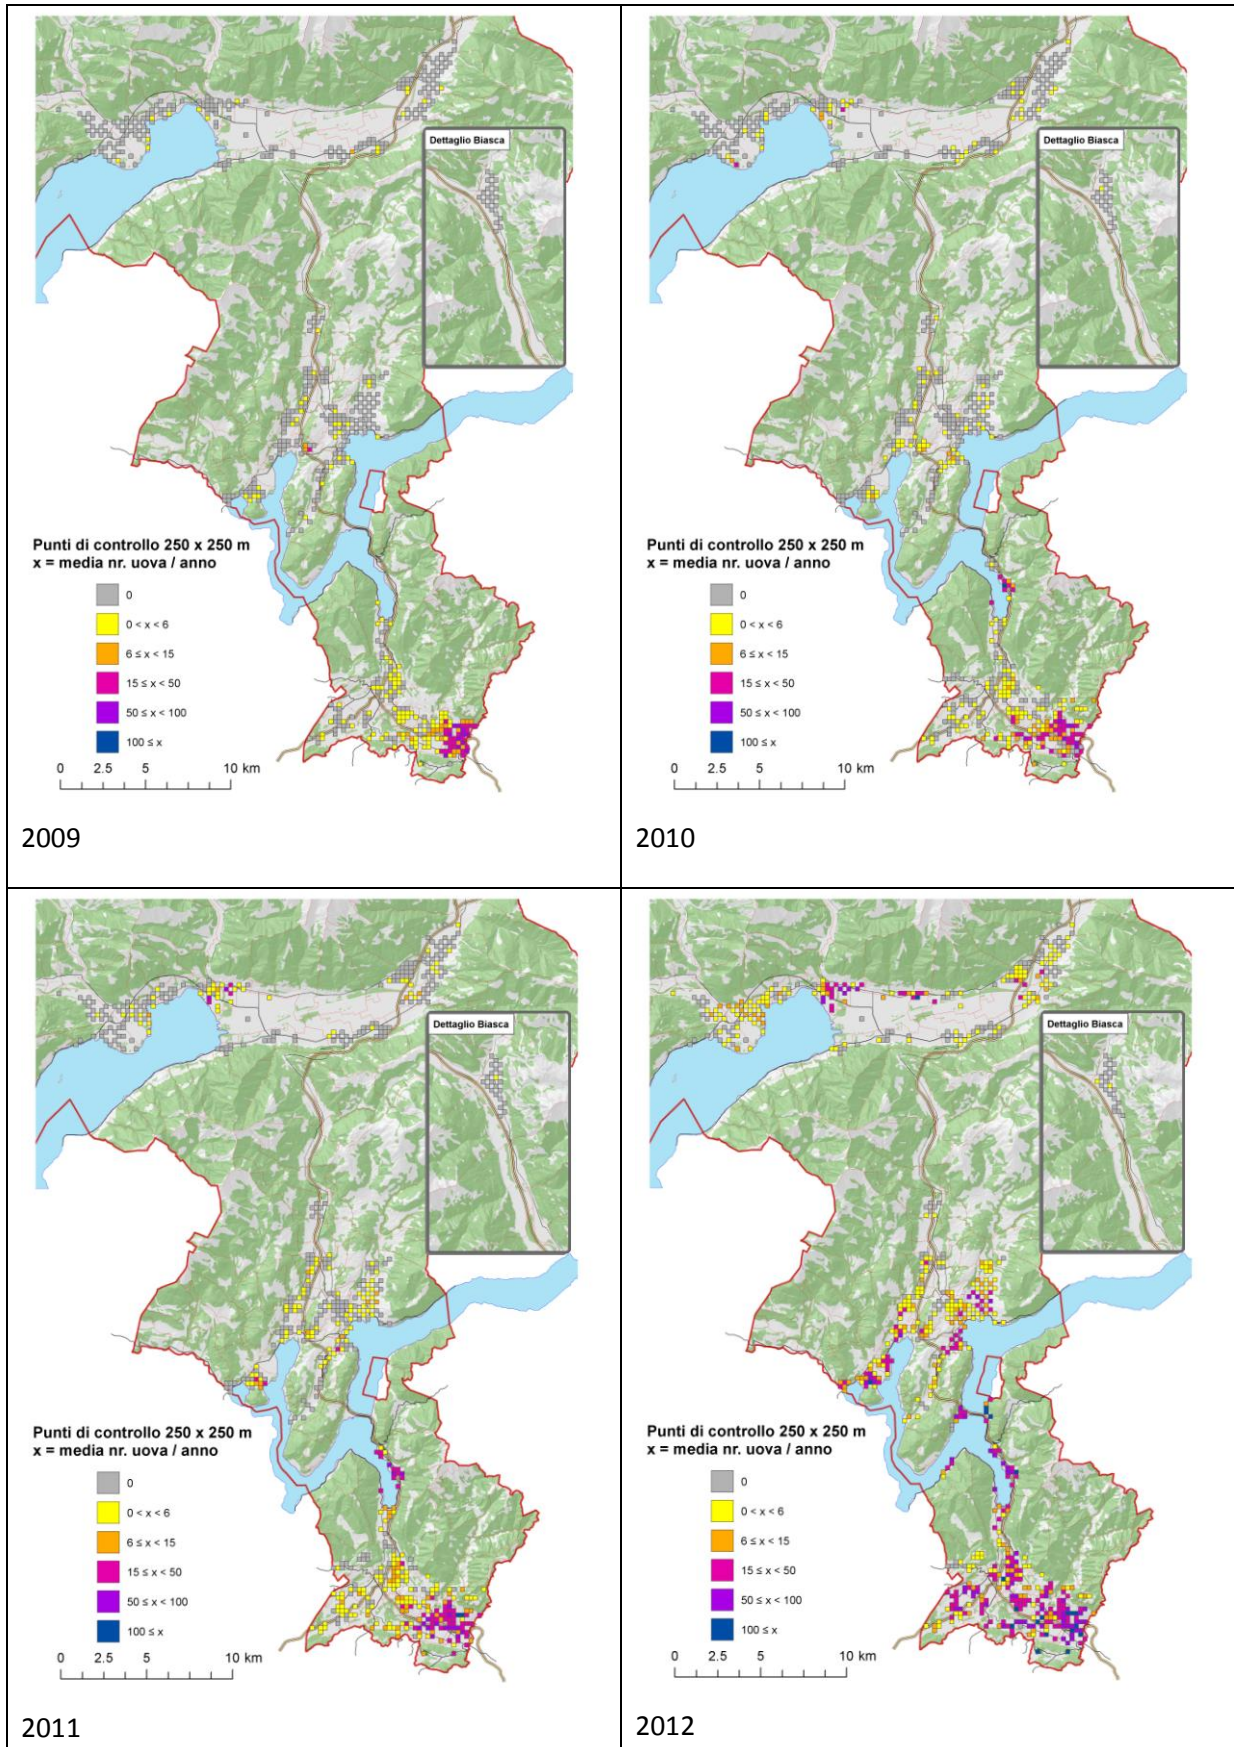 Dettaglio Biasca
Punti di controllo 250 x 250 m
x = media nr. uova / anno
0
0 < x < 6
6 ≤ x < 15
15 ≤ x < 50
50 ≤ x < 100
100 ≤ x
0 2.5 5 10 km
2009
Dettaglio Biasca
Punti di controllo 250 x 250 m
x = media nr. uova / anno
0
0 < x < 6
6 ≤ x < 15
15 ≤ x < 50
50 ≤ x < 100
100 ≤ x
0 2.5 5 10 km
2010
Dettaglio Biasca
Punti di controllo 250 x 250 m
x = media nr. uova / anno
0
0 < x < 6
6 ≤ x < 15
15 ≤ x < 50
50 ≤ x < 100
100 ≤ x
0 2.5 5 10 km
2011
Dettaglio Biasca
Punti di controllo 250 x 250 m
x = media nr. uova / anno
0
0 < x < 6
6 ≤ x < 15
15 ≤ x < 50
50 ≤ x < 100
100 ≤ x
0 2.5 5 10 km
2012